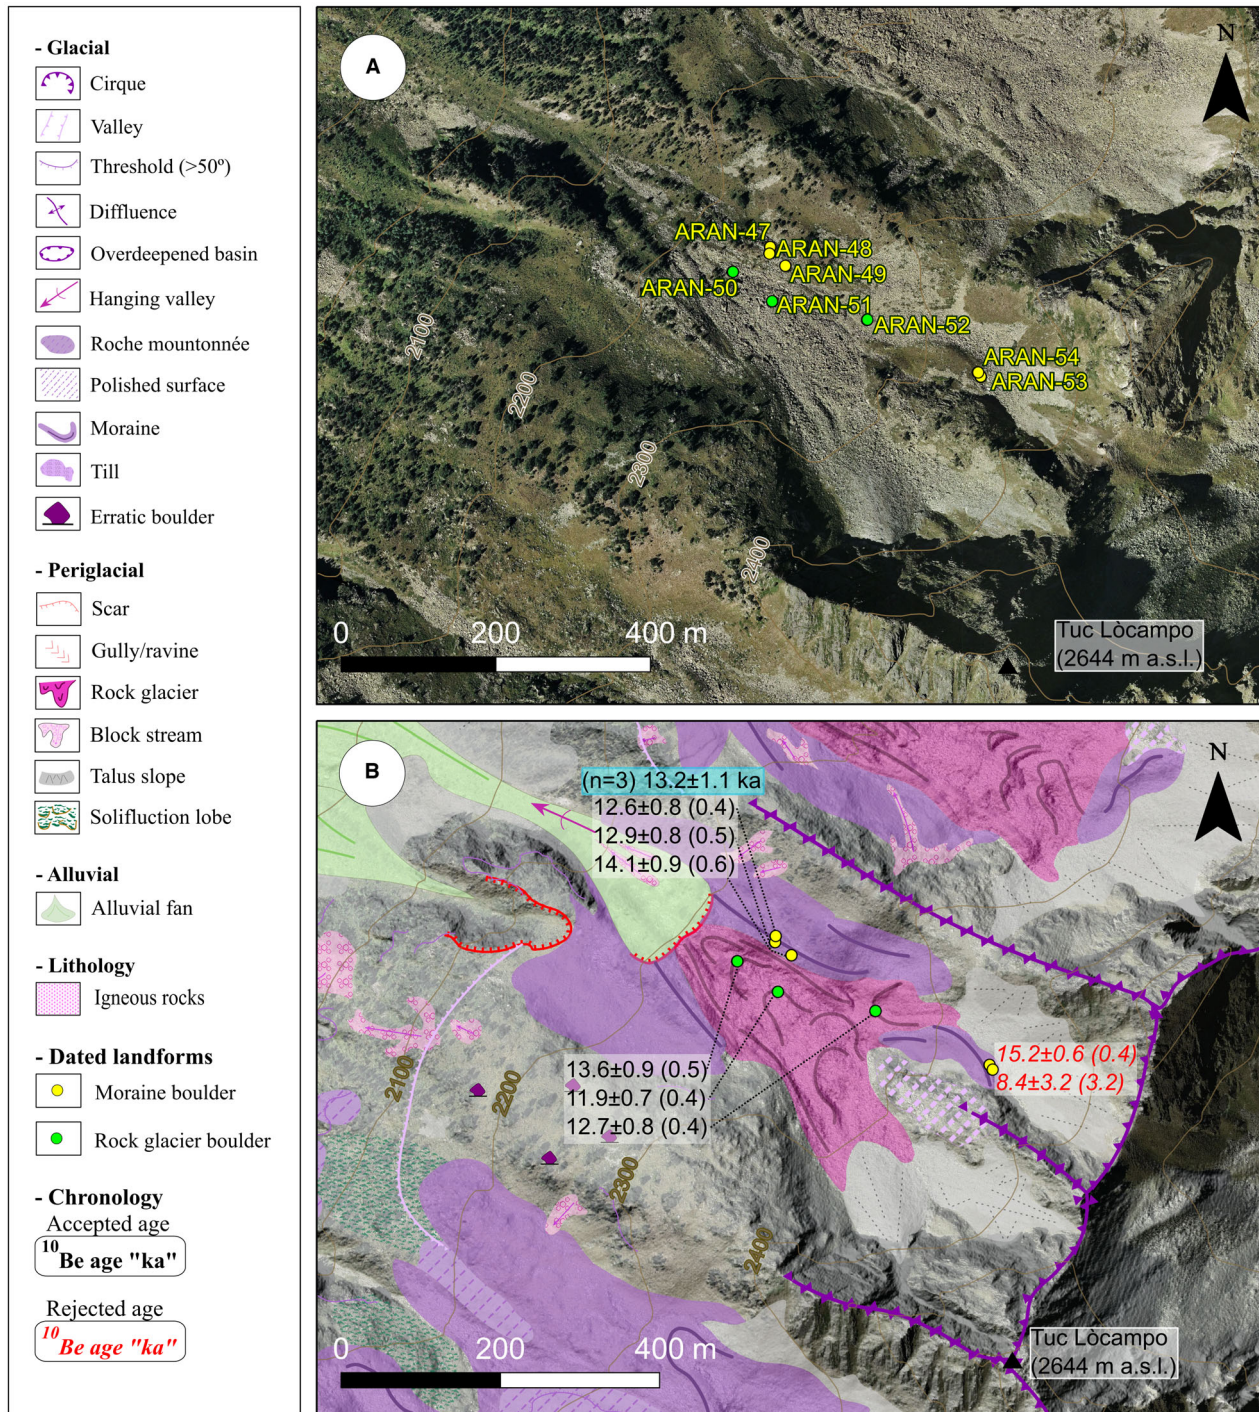 - Glacial
Cirque
Valley
Threshold (>50º)
Diffluence
Overdeepened basin
Hanging valley
Roche mountonnée
Polished surface
Moraine
Till
Erratic boulder
- Periglacial
Scar
Gully/ravine
Rock glacier
Block stream
Talus slope
Solifluction lobe
- Alluvial
Alluvial fan
- Lithology
Igneous rocks
- Dated landforms
Moraine boulder
Rock glacier boulder
- Chronology
Accepted age
10Be age "ka"
Rejected age
10Be age "ka"
A
N
ARAN-47
ARAN-48
ARAN-49
ARAN-50
ARAN-51
ARAN-52
ARAN-54
ARAN-53
2100
2200
2300
2400
0 200 400 m
Tuc Lòcampo
(2644 m a.s.l.)
B
N
(n=3) 13.2±1.1 ka
12.6±0.8 (0.4)
12.9±0.8 (0.5)
14.1±0.9 (0.6)
15.2±0.6 (0.4)
8.4±3.2 (3.2)
13.6±0.9 (0.5)
11.9±0.7 (0.4)
12.7±0.8 (0.4)
2100
2200
2300
2400
0 200 400 m
Tuc Lòcampo
(2644 m a.s.l.)